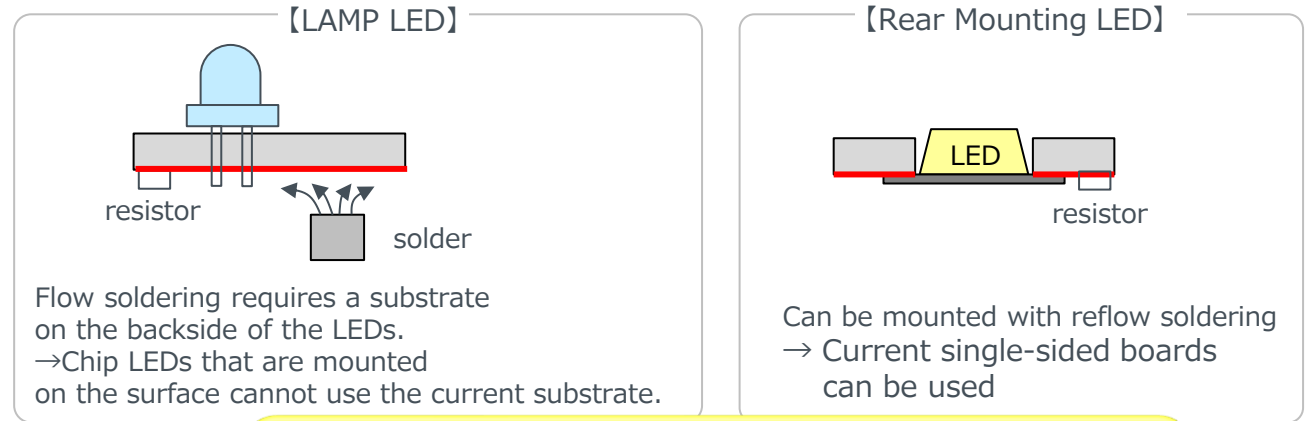 【LAMP LED】
resistor
solder
Flow soldering requires a substrate
on the backside of the LEDs.
→Chip LEDs that are mounted
on the surface cannot use the current substrate.
【Rear Mounting LED】
LED
resistor
Can be mounted with reflow soldering
→ Current single-sided boards
can be used